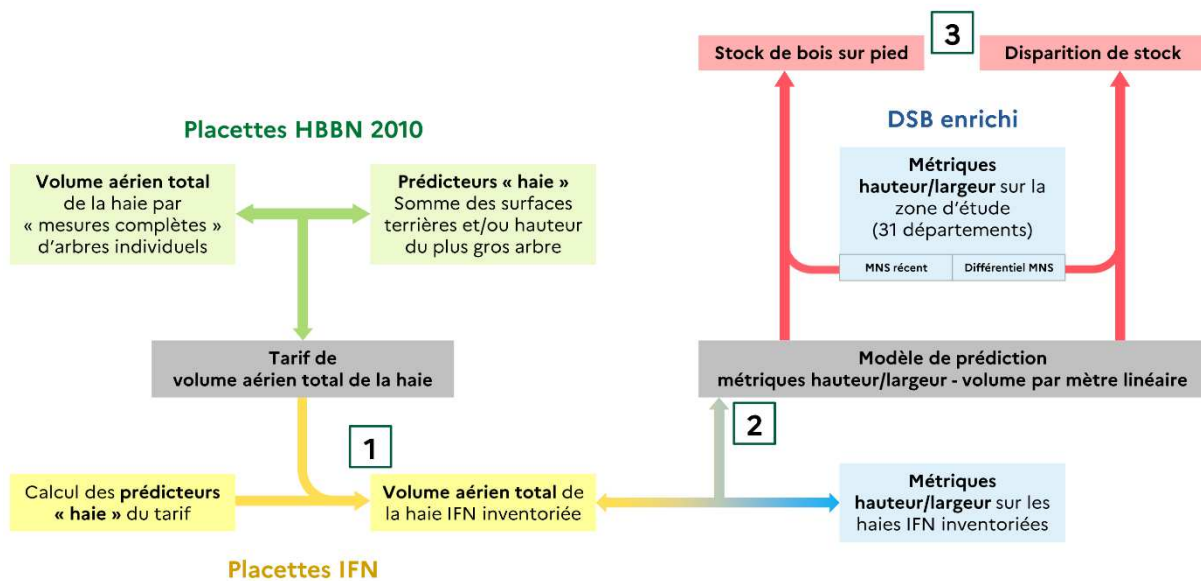 3
Stock de bois sur pied
Disparition de stock
Placettes HBBN 2010
DSB enrichi
Volume aérien total
de la haie par
« mesures complètes »
d'arbres individuels
Prédicteurs « haie »
Somme des surfaces
terrières et/ou hauteur
du plus gros arbre
Métriques
hauteur/largeur sur la
zone d'étude
(31 départements)
MNS récent
Différentiel MNS
Tarif de
volume aérien total de la haie
Modèle de prédiction
métriques hauteur/largeur - volume par mètre linéaire
1
2
Calcul des prédicteurs
« haie » du tarif
Volume aérien total de
la haie IFN inventoriée
Métriques
hauteur/largeur sur les
haies IFN inventoriées
Placettes IFN